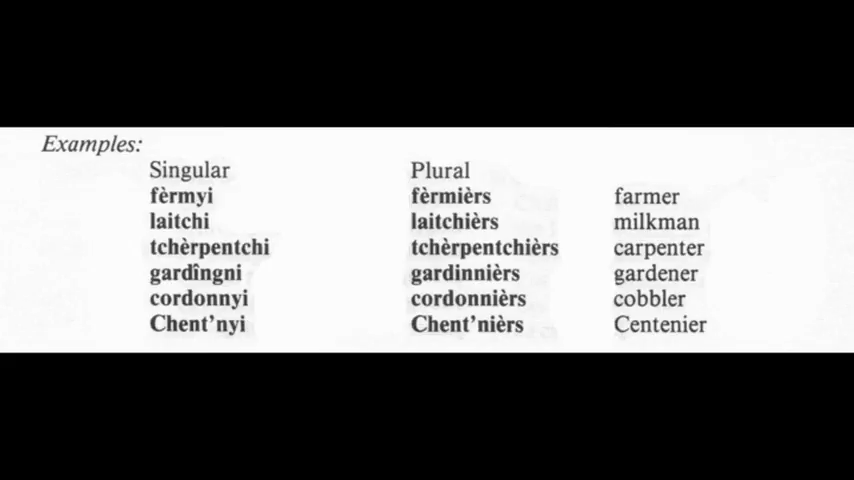 Examples:
Singular Plural
fèrmyi fèrmièrs farmer
laitchi laitchièrs milkman
tchèrpentchi tchèrpentchièrs carpenter
gardîngni gardinnièrs gardener
cordonnyi cordonnièrs cobbler
Chent'nyi Chent'nièrs Centenier